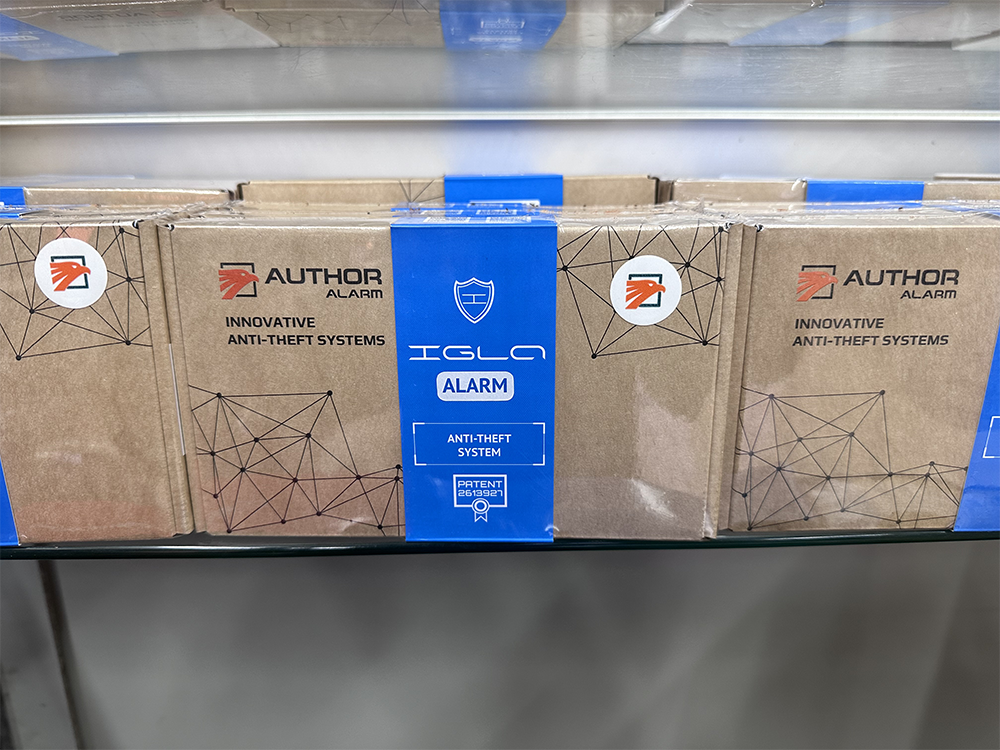 AUTHOR
ALARM
INNOVATIVE
ANTI-THEFT SYSTEMS
IGLA
ALARM
ANTI-THEFT
SYSTEM
PATENT
2613927
AUTHOR
ALARM
INNOVATIVE
ANTI-THEFT SYSTEMS